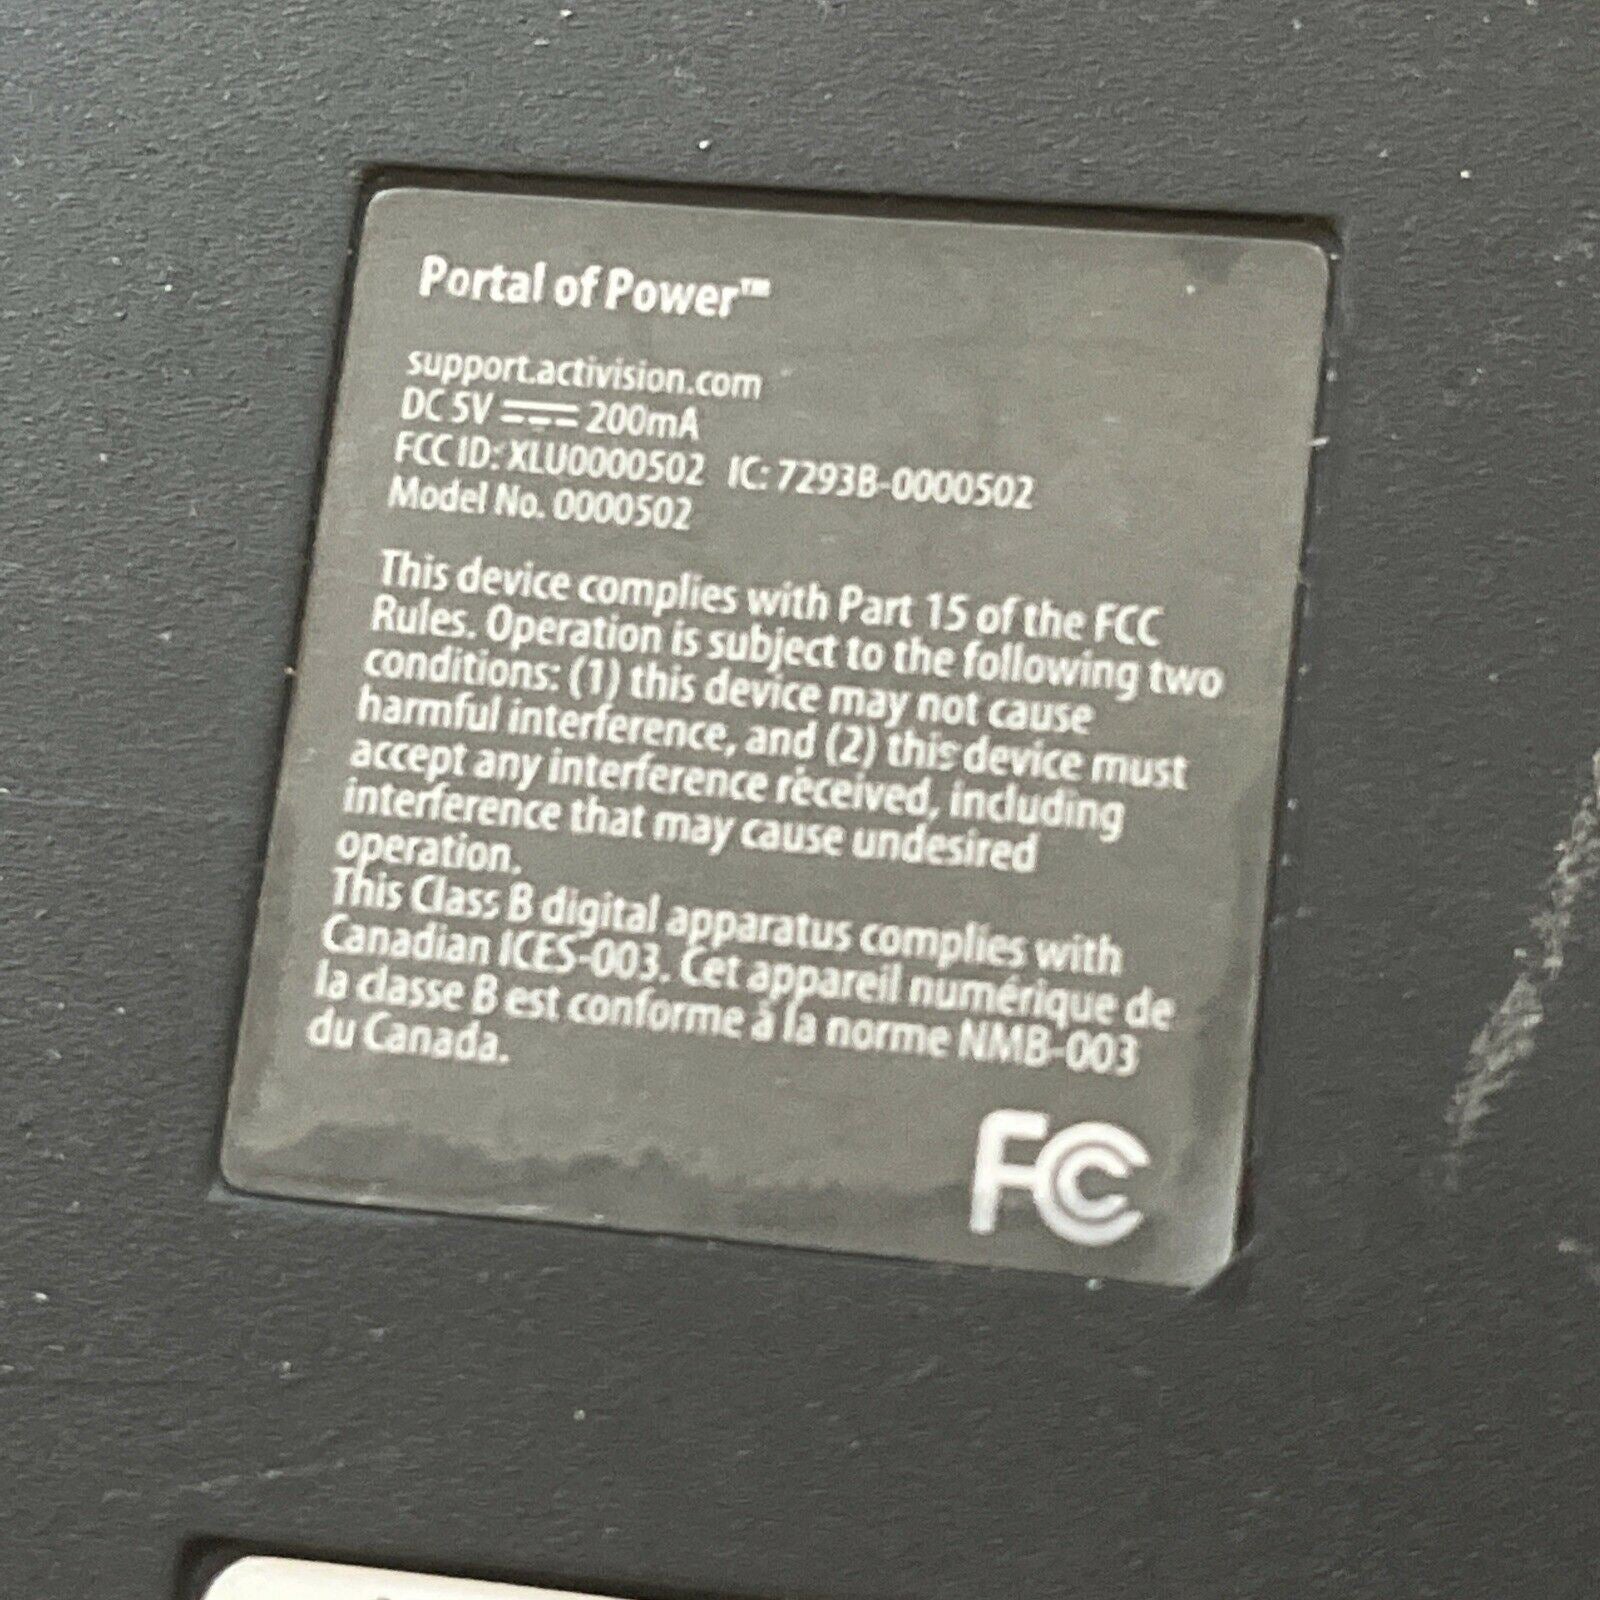 Portal of Power™
support.activision.com
DC 5V ⎓ 200mA
FCC ID: XLU0000502 IC: 7293B-0000502
Model No. 0000502
This device complies with Part 15 of the FCC
Rules. Operation is subject to the following two
conditions: (1) this device may not cause
harmful interference, and (2) this device must
accept any interference received, including
interference that may cause undesired
operation.
This Class B digital apparatus complies with
Canadian ICES-003. Cet appareil numérique de
la classe B est conforme à la norme NMB-003
du Canada.
FC